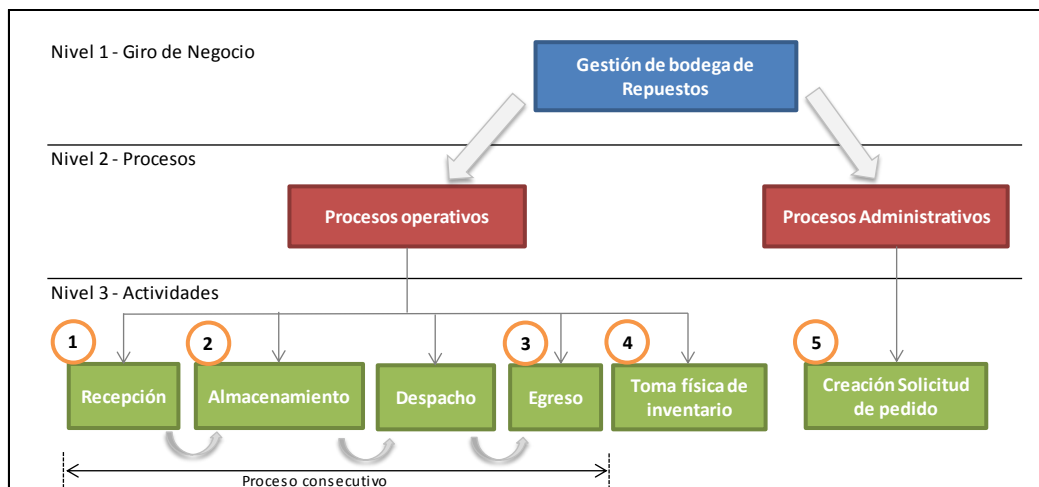 Nivel 1 - Giro de Negocio
Gestión de bodega de
Repuestos
Nivel 2 - Procesos
Procesos operativos
Procesos Administrativos
Nivel 3 - Actividades
1
2
3
4
5
Recepción
Almacenamiento
Despacho
Egreso
Toma física de
inventario
Creación Solicitud
de pedido
Proceso consecutivo